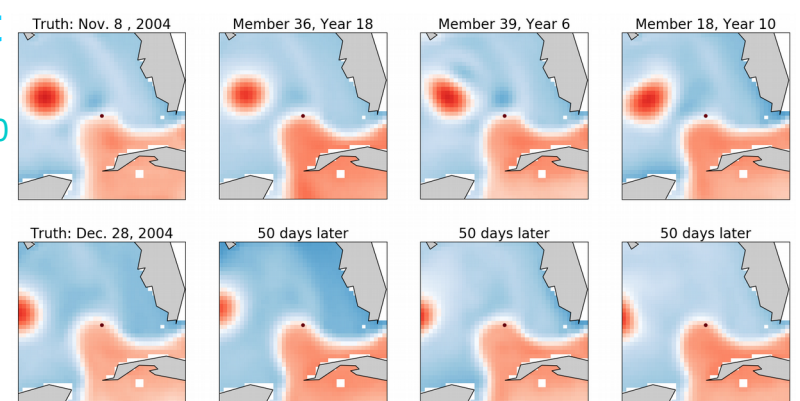 Truth: Nov. 8 , 2004
Member 36, Year 18
Member 39, Year 6
Member 18, Year 10
Truth: Dec. 28, 2004
50 days later
50 days later
50 days later